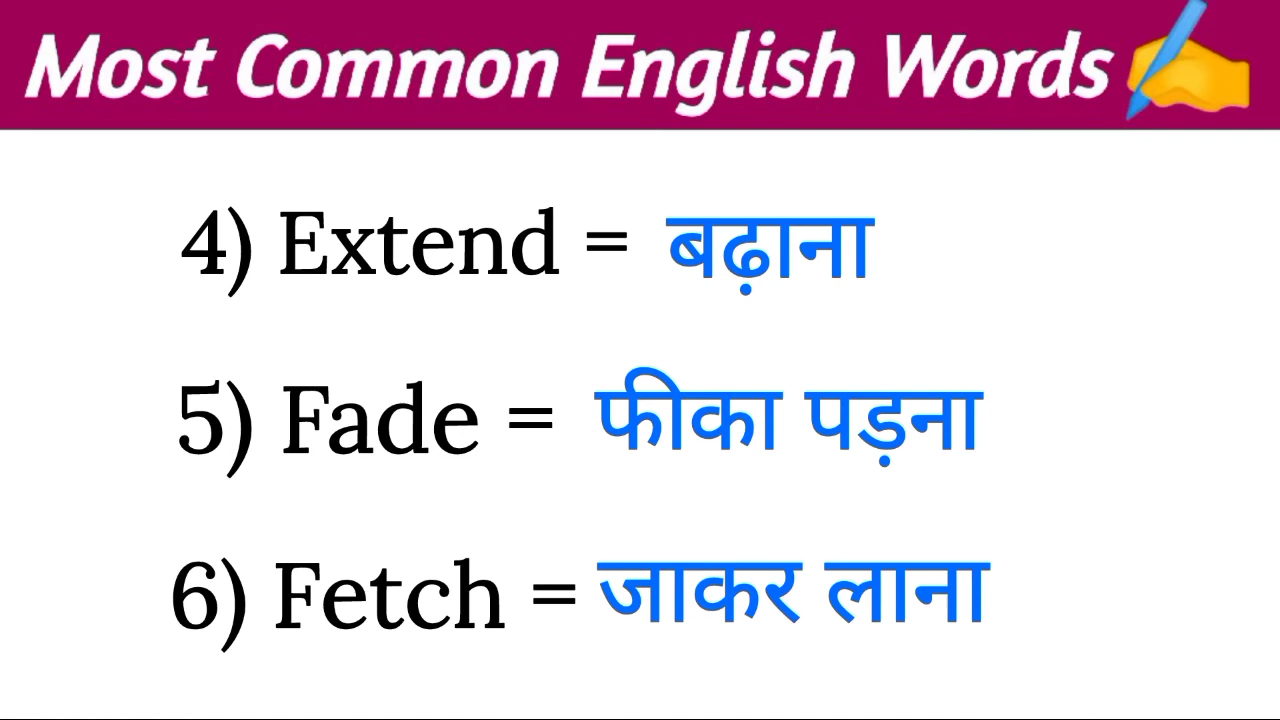 Most Common English Words
4) Extend = बढ़ाना
5) Fade = फीका पड़ना
6) Fetch = जाकर लाना